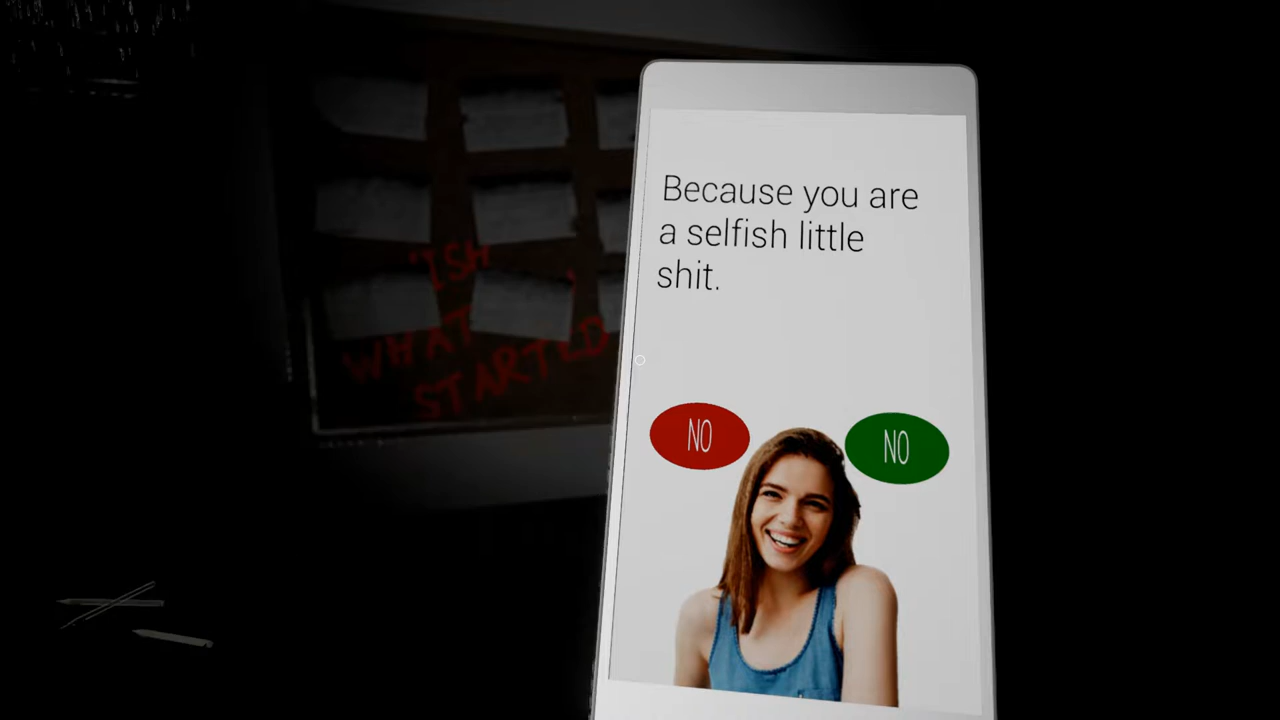 Because you are
a selfish little
shit.
NO
NO
WHAT
STARTED